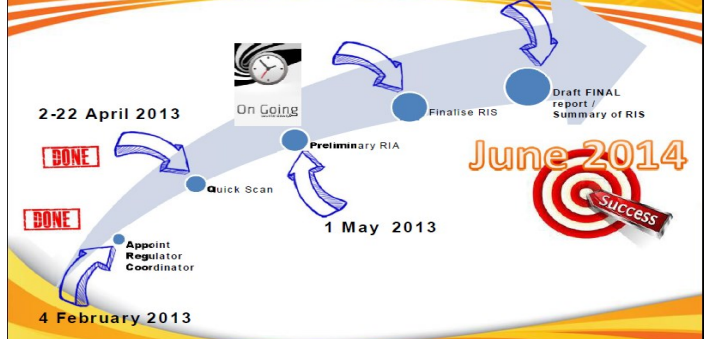 2-22 April 2013
DONE
DONE
On Going
Quick Scan
Preliminary RIA
Finalise RIS
Draft FINAL
report /
Summary of RIS
June 2014
SUCCESS
1 May 2013
Appoint
Regulator
Coordinator
4 February 2013